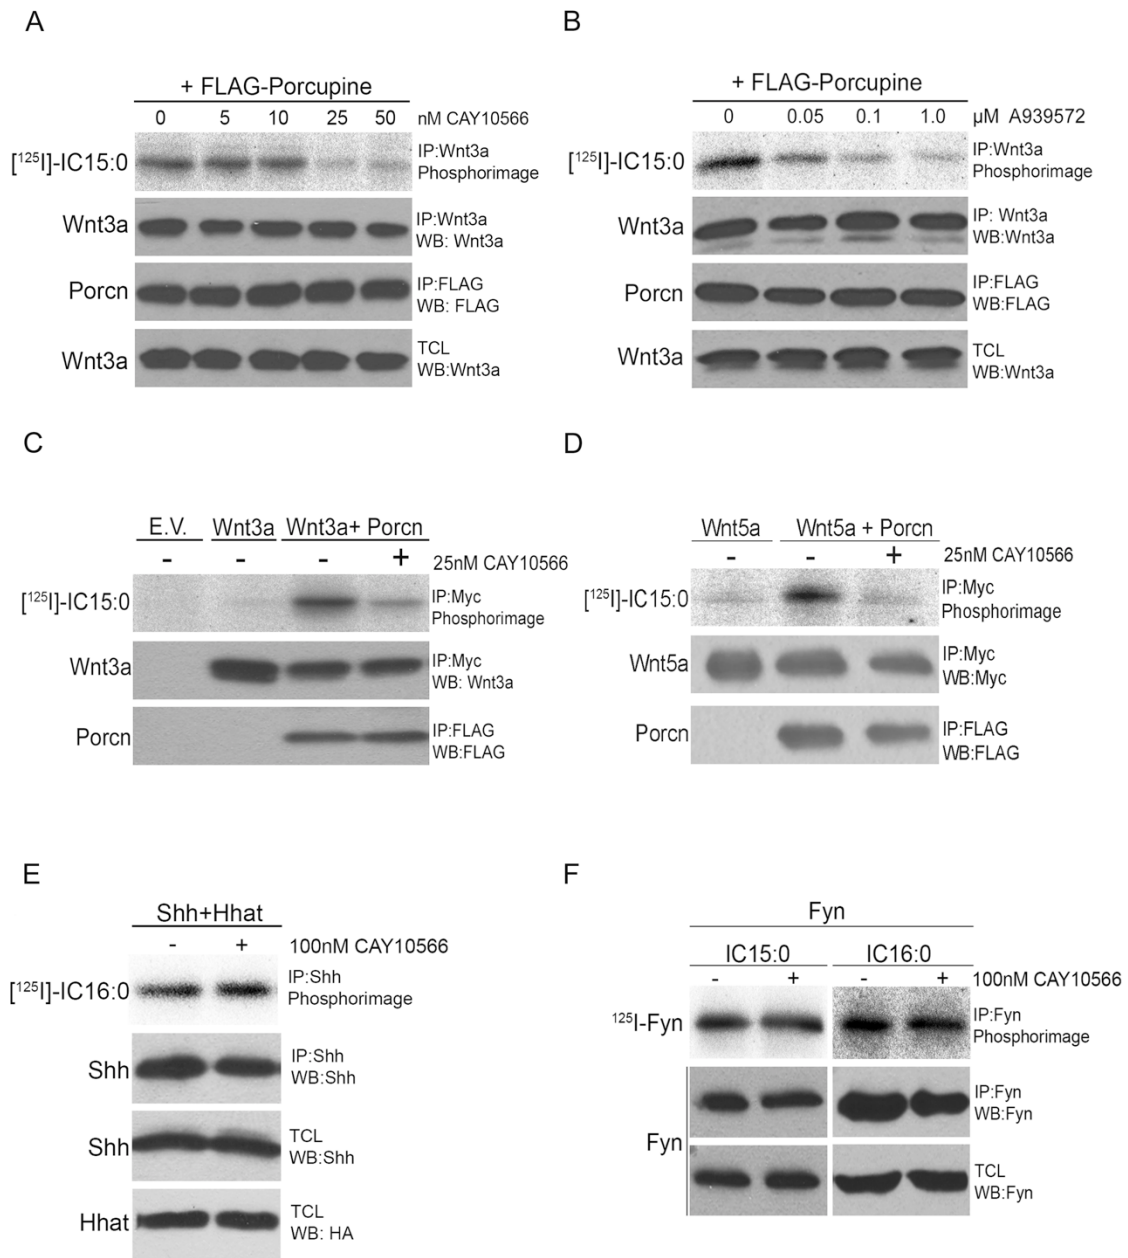 A
+ FLAG-Porcupine
0 5 10 25 50 nM CAY10566
[¹²⁵I]-IC15:0
IP:Wnt3a
Phosphorimage
Wnt3a
IP:Wnt3a
WB: Wnt3a
Porcn
IP:FLAG
WB: FLAG
Wnt3a
TCL
WB:Wnt3a
B
+ FLAG-Porcupine
0 0.05 0.1 1.0 µM A939572
[¹²⁵I]-IC15:0
IP:Wnt3a
Phosphorimage
Wnt3a
IP: Wnt3a
WB:Wnt3a
Porcn
IP:FLAG
WB:FLAG
Wnt3a
TCL
WB:Wnt3a
C
E.V. Wnt3a Wnt3a+ Porcn
- - - + 25nM CAY10566
[¹²⁵I]-IC15:0
IP:Myc
Phosphorimage
Wnt3a
IP:Myc
WB: Wnt3a
Porcn
IP:FLAG
WB:FLAG
D
Wnt5a Wnt5a + Porcn
- - + 25nM CAY10566
[¹²⁵I]-IC15:0
IP:Myc
Phosphorimage
Wnt5a
IP:Myc
WB:Myc
Porcn
IP:FLAG
WB:FLAG
E
Shh+Hhat
- + 100nM CAY10566
[¹²⁵I]-IC16:0
IP:Shh
Phosphorimage
Shh
IP:Shh
WB:Shh
Shh
TCL
WB:Shh
Hhat
TCL
WB: HA
F
Fyn
IC15:0 IC16:0
- + - + 100nM CAY10566
¹²⁵I-Fyn
IP:Fyn
Phosphorimage
Fyn
IP:Fyn
WB:Fyn
TCL
WB:Fyn